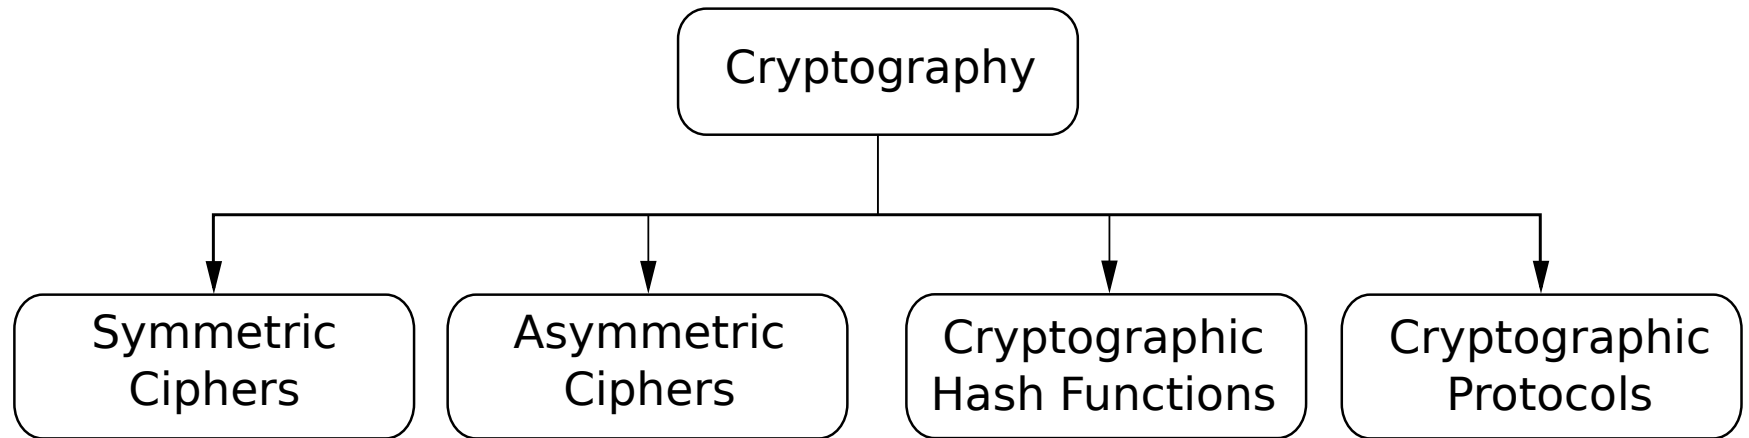 Cryptography
Symmetric
Ciphers
Asymmetric
Ciphers
Cryptographic
Hash Functions
Cryptographic
Protocols